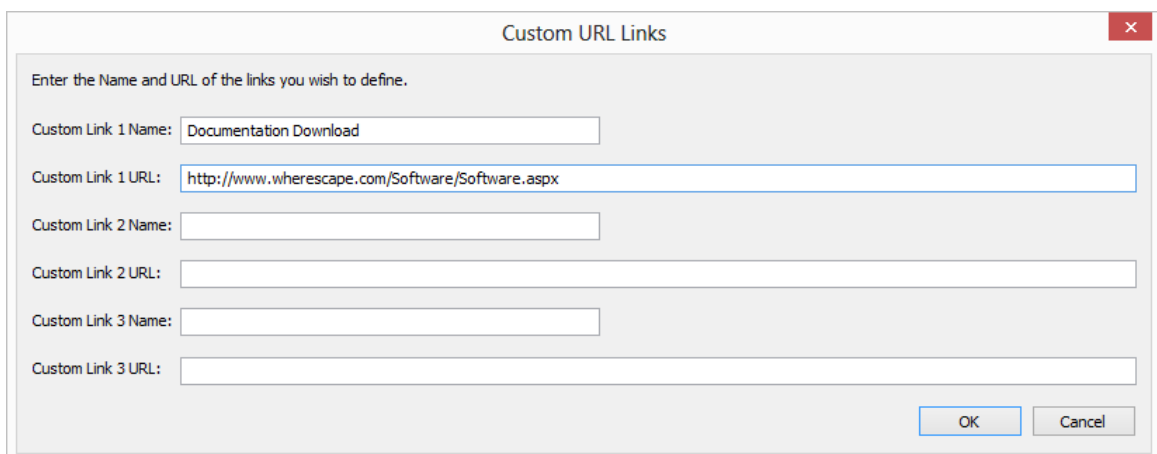 Custom URL Links
Enter the Name and URL of the links you wish to define.
Custom Link 1 Name: Documentation Download
Custom Link 1 URL: http://www.wherescape.com/Software/Software.aspx
Custom Link 2 Name:
Custom Link 2 URL:
Custom Link 3 Name:
Custom Link 3 URL:
OK Cancel